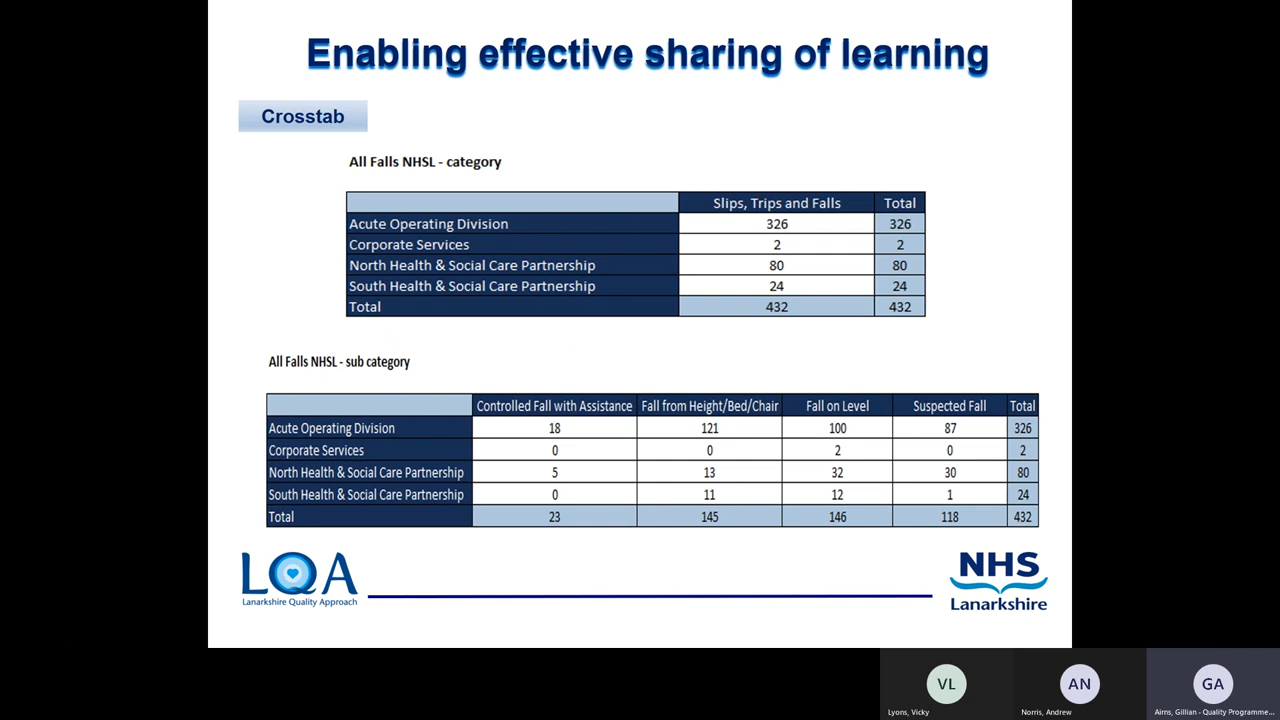 Enabling effective sharing of learning
Crosstab
All Falls NHSL - category
Slips, Trips and Falls Total
Acute Operating Division 326 326
Corporate Services 2 2
North Health & Social Care Partnership 80 80
South Health & Social Care Partnership 24 24
Total 432 432
All Falls NHSL - sub category
Controlled Fall with Assistance Fall from Height/Bed/Chair Fall on Level Suspected Fall Total
Acute Operating Division 18 121 100 87 326
Corporate Services 0 0 2 0 2
North Health & Social Care Partnership 5 13 32 30 80
South Health & Social Care Partnership 0 11 12 1 24
Total 23 145 146 118 432
LQA
Lanarkshire Quality Approach
NHS
Lanarkshire
VL AN GA
Lyons, Vicky Norris, Andrew Airns, Gillian - Quality Programme...